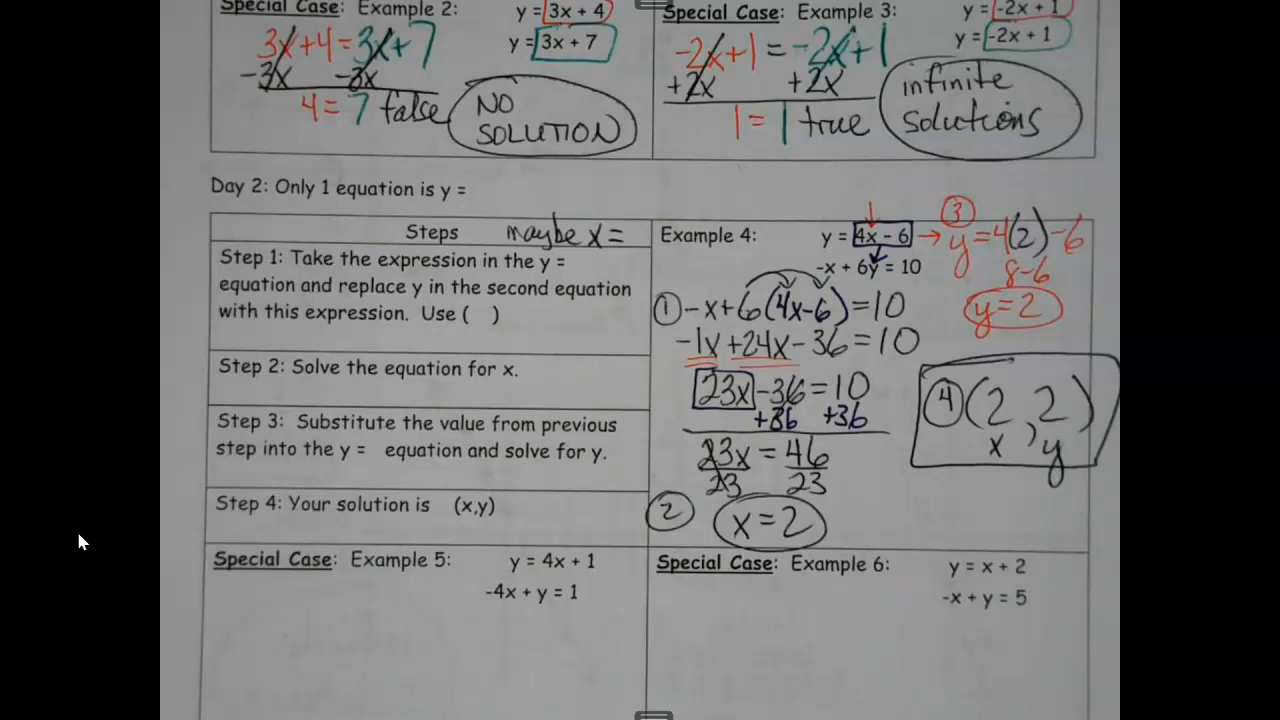 Special Case: Example 2:
y = 3x + 4
y = 3x + 7
3x+4=3x+7
-3x -3x
4 = 7 false
NO
SOLUTION
Special Case: Example 3:
y = -2x + 1
y = -2x + 1
-2x+1 = -2x+1
+2x +2x
1 = 1 true
infinite
solutions
Day 2: Only 1 equation is y =
Steps maybe x =
Step 1: Take the expression in the y =
equation and replace y in the second equation
with this expression. Use ( )
Step 2: Solve the equation for x.
Step 3: Substitute the value from previous
step into the y = equation and solve for y.
Step 4: Your solution is (x,y)
Example 4:
y = 4x - 6
-x + 6y = 10
① -x+6(4x-6)=10
-1x+24x-36=10
23x-36=10
+36 +36
23x = 46
23 23
② x=2
③
→ y=4(2)-6
8-6
y=2
④ (2, 2)
x y
Special Case: Example 5:
y = 4x + 1
-4x + y = 1
Special Case: Example 6:
y = x + 2
-x + y = 5